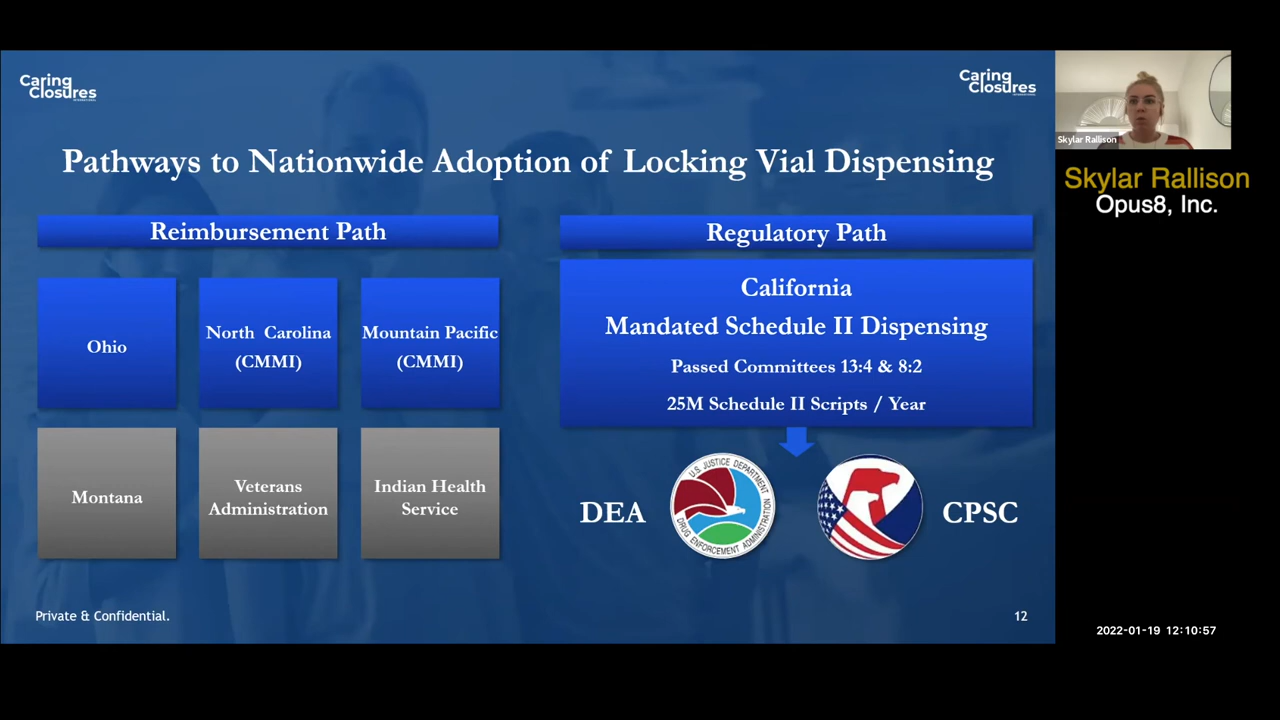 Caring
Closures
INTERNATIONAL
Caring
Closures
INTERNATIONAL
Pathways to Nationwide Adoption of Locking Vial Dispensing
Reimbursement Path
Ohio
North Carolina
(CMMI)
Mountain Pacific
(CMMI)
Montana
Veterans
Administration
Indian Health
Service
Regulatory Path
California
Mandated Schedule II Dispensing
Passed Committees 13:4 & 8:2
25M Schedule II Scripts / Year
DEA
U.S. JUSTICE DEPARTMENT
DRUG ENFORCEMENT ADMINISTRATION
CPSC
Private & Confidential.
12
Skylar Rallison
Skylar Rallison
Opus8, Inc.
2022-01-19 12:10:57